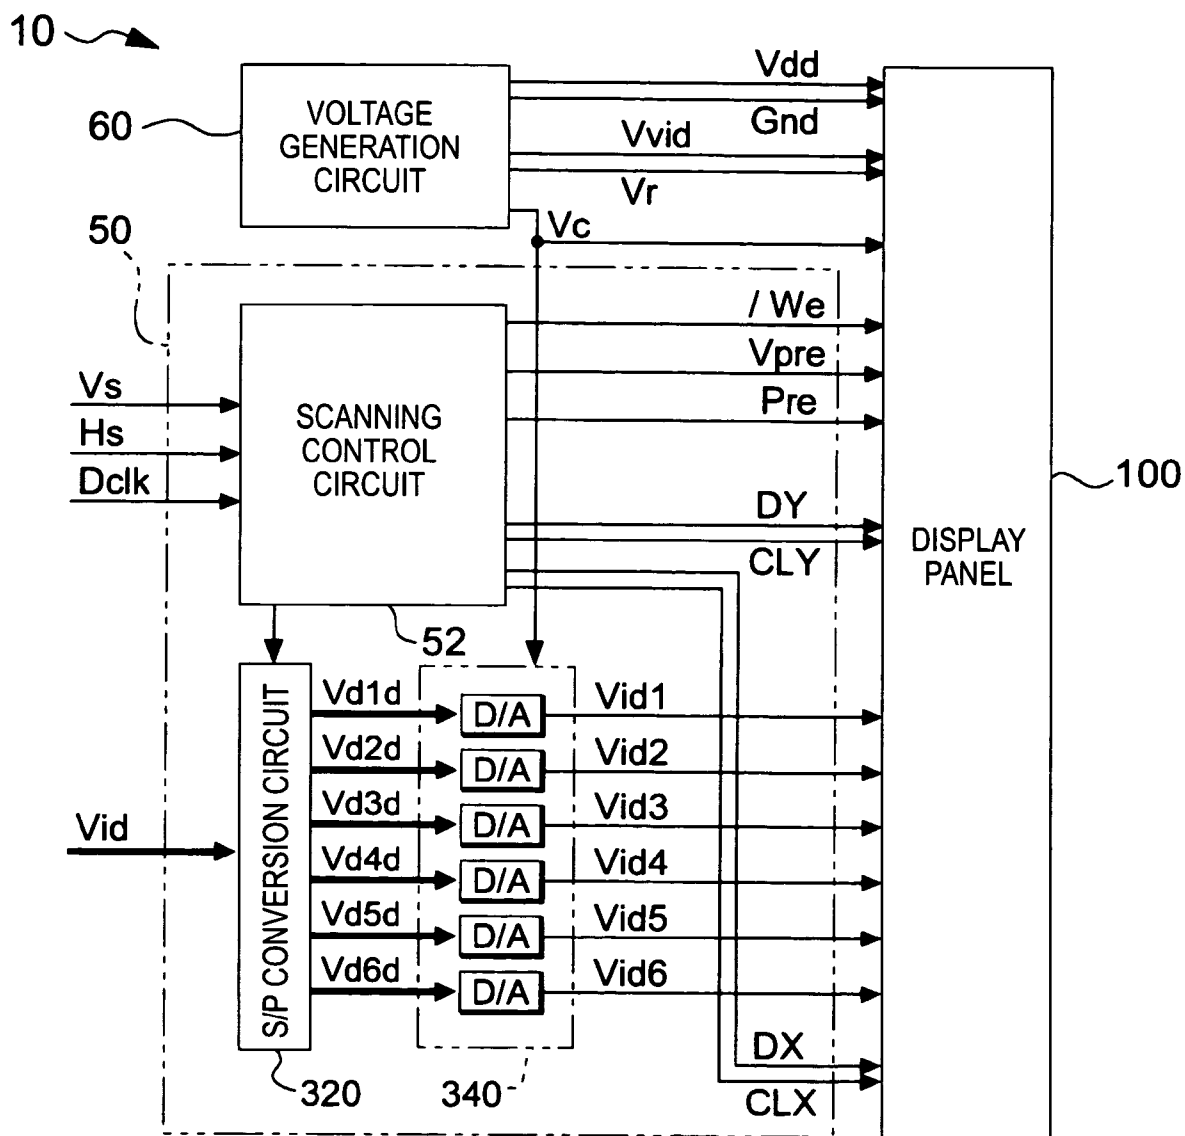 10
60
VOLTAGE
GENERATION
CIRCUIT
Vdd
Gnd
Vvid
Vr
Vc
50
/ We
Vpre
Pre
Vs
Hs
Dclk
SCANNING
CONTROL
CIRCUIT
52
DY
CLY
100
DISPLAY
PANEL
Vid
S/P CONVERSION CIRCUIT
320
Vd1d
D/A
Vid1
Vd2d
D/A
Vid2
Vd3d
D/A
Vid3
Vd4d
D/A
Vid4
Vd5d
D/A
Vid5
Vd6d
D/A
Vid6
340
DX
CLX